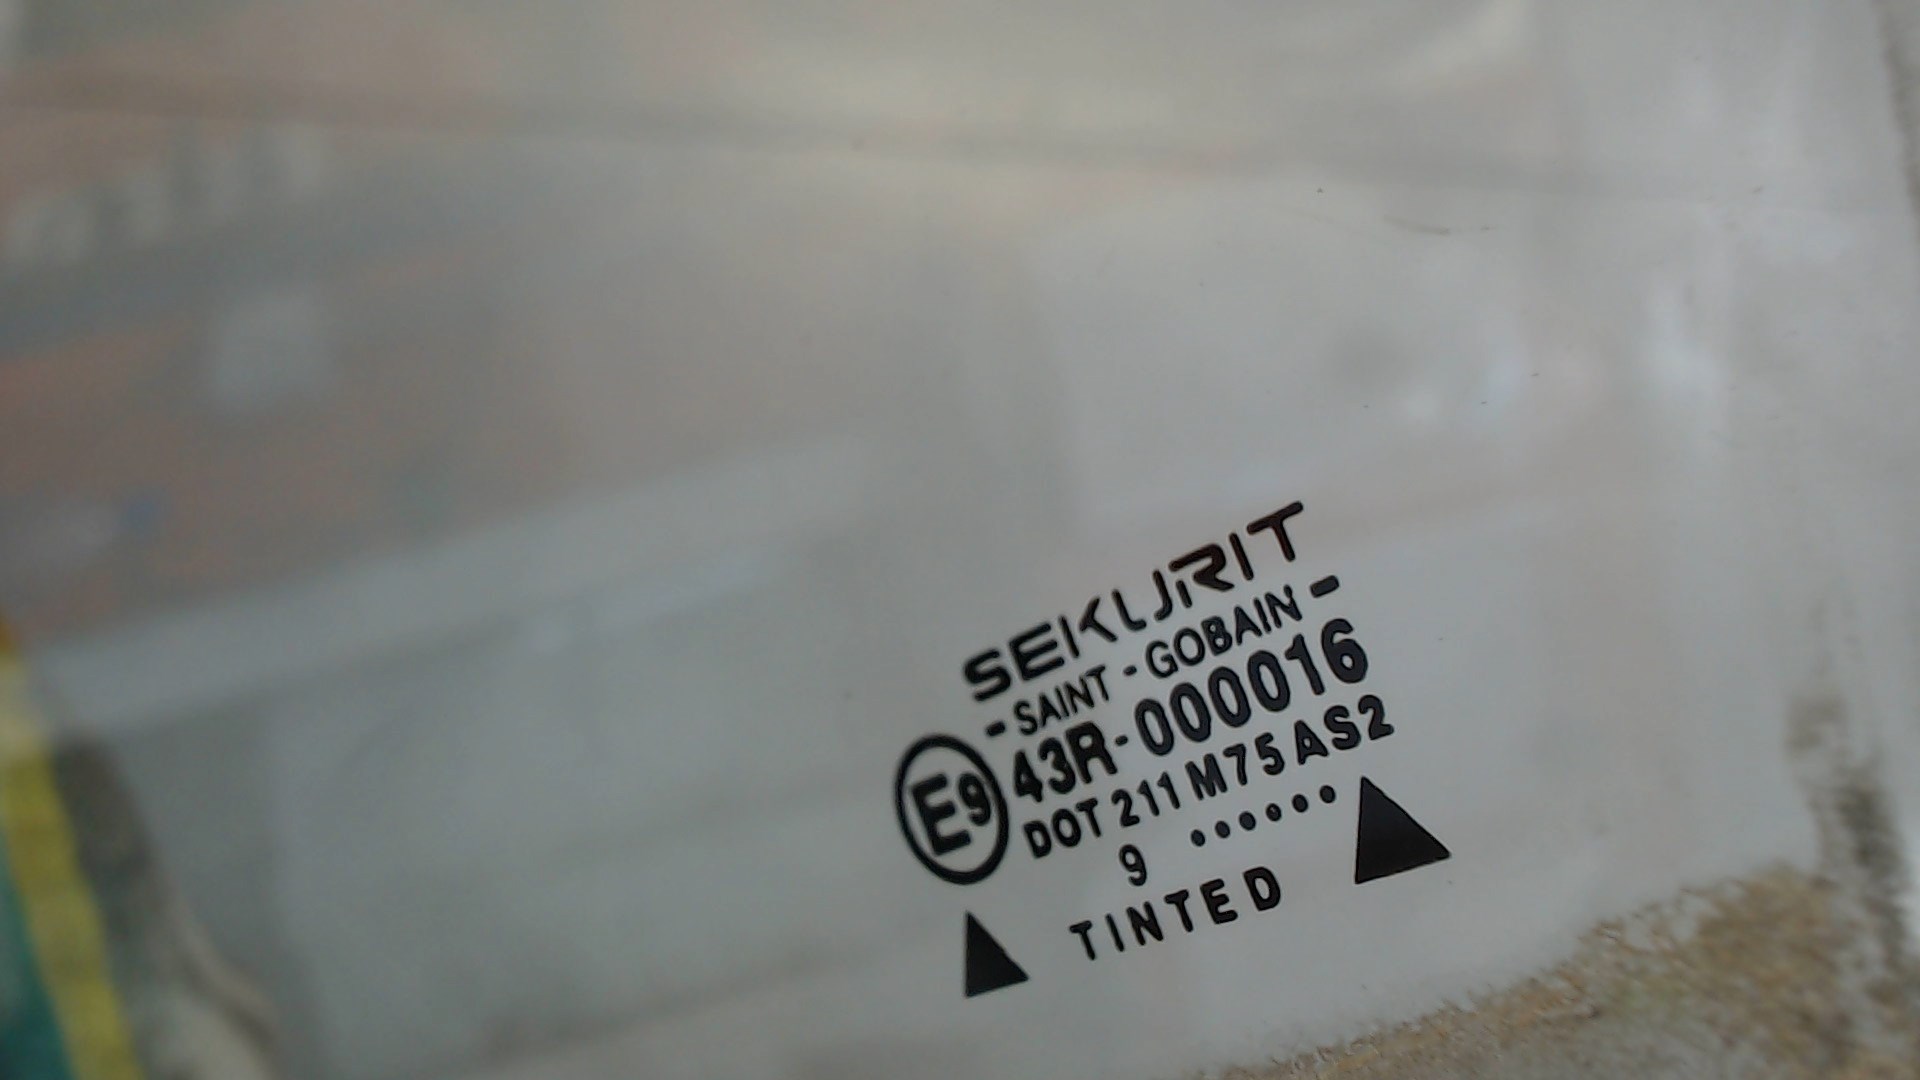 SEKURIT
- SAINT - GOBAIN -
E9 43R-000016
DOT 211 M75 AS2
9 ••••••
TINTED